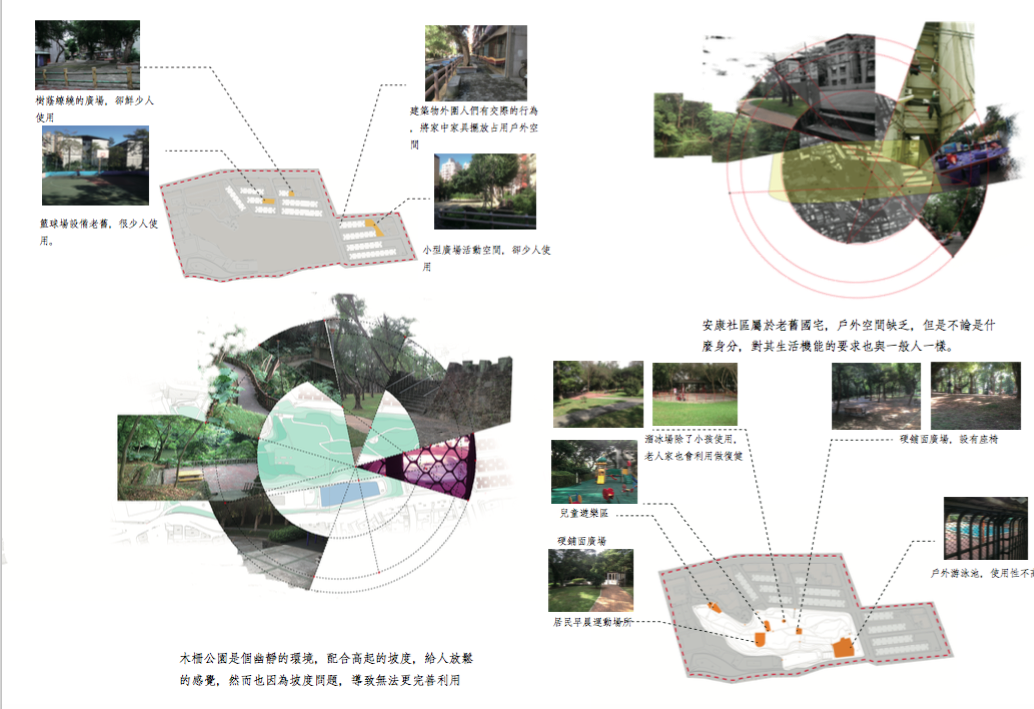 樹蔭繚繞的廣場，卻鮮少人
使用
籃球場設備老舊，很少人使
用。
建築物外圍人們有交際的行為
，將家中家具擺放占用戶外空
間
小型廣場活動空間，卻少人使
用
安康社區屬於老舊國宅，戶外空間缺乏，但是不論是什
麼身分，對其生活機能的要求也與一般人一樣。
木柵公園是個幽靜的環境，配合高起的坡度，給人放鬆
的感覺，然而也因為坡度問題，導致無法更完善利用
溜冰場除了小孩使用，
老人家也會利用做復健
硬鋪面廣場，設有座椅
兒童遊樂區
硬鋪面廣場
居民早晨運動場所
戶外游泳池，使用性不